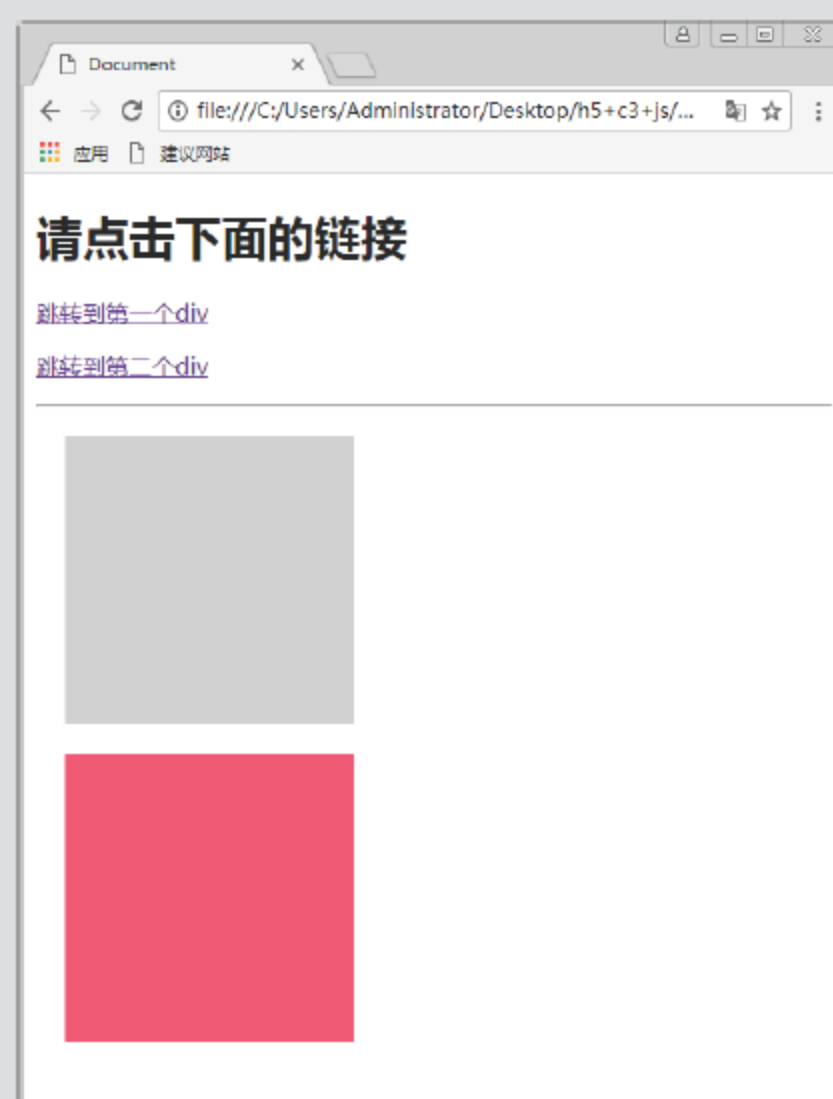 Document
file:///C:/Users/Administrator/Desktop/h5+c3+js/...
应用 建议网站
请点击下面的链接
跳转到第一个div
跳转到第二个div